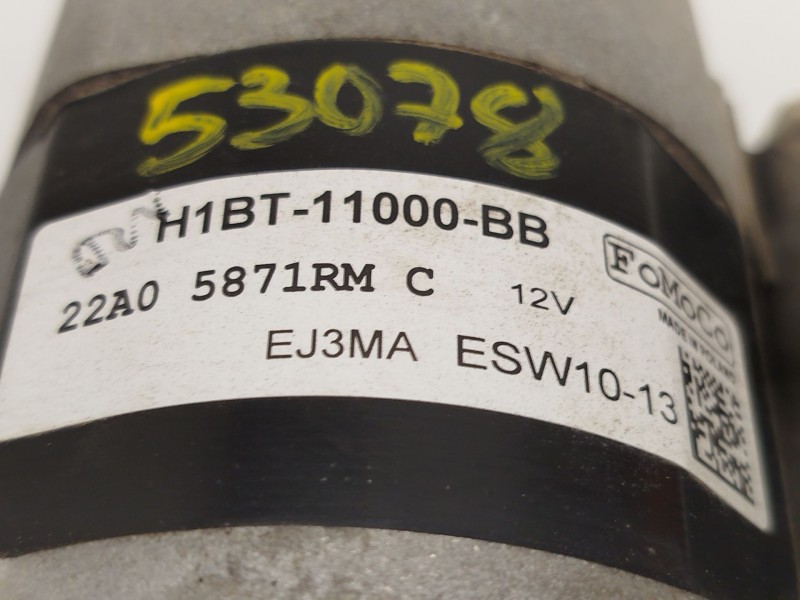 53078
H1BT-11000-BB
FoMoCo
22A0 5871RM C 12V
MADE IN POLAND
EJ3MA ESW10-13